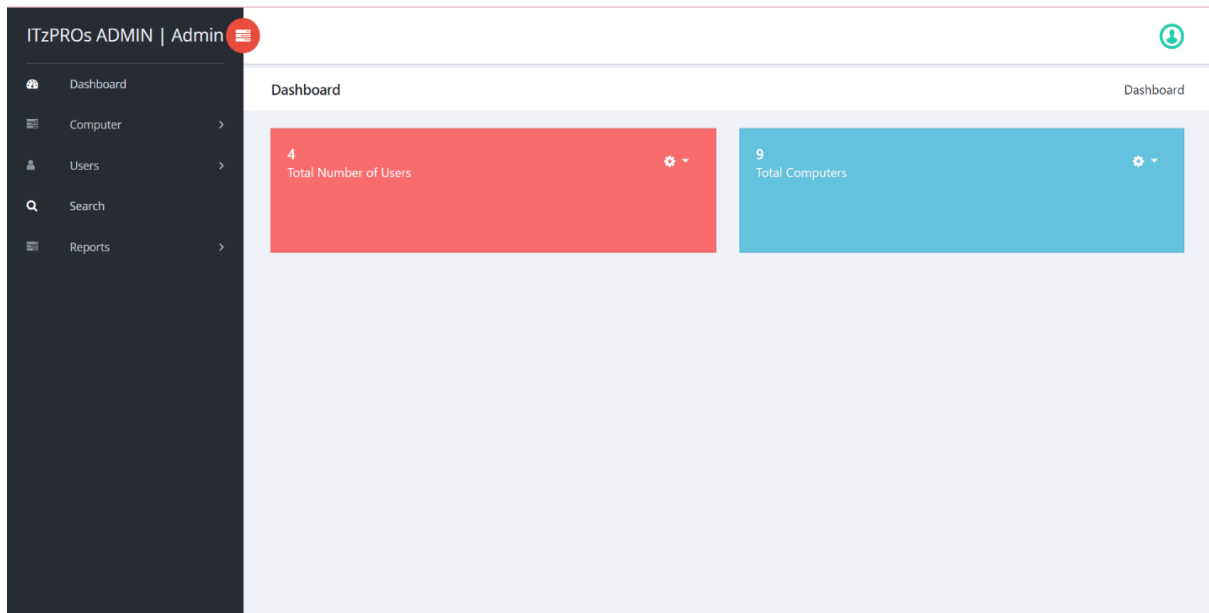 ITzPROs ADMIN | Admin
Dashboard
Computer
Users
Search
Reports
Dashboard
Dashboard
4
Total Number of Users
9
Total Computers